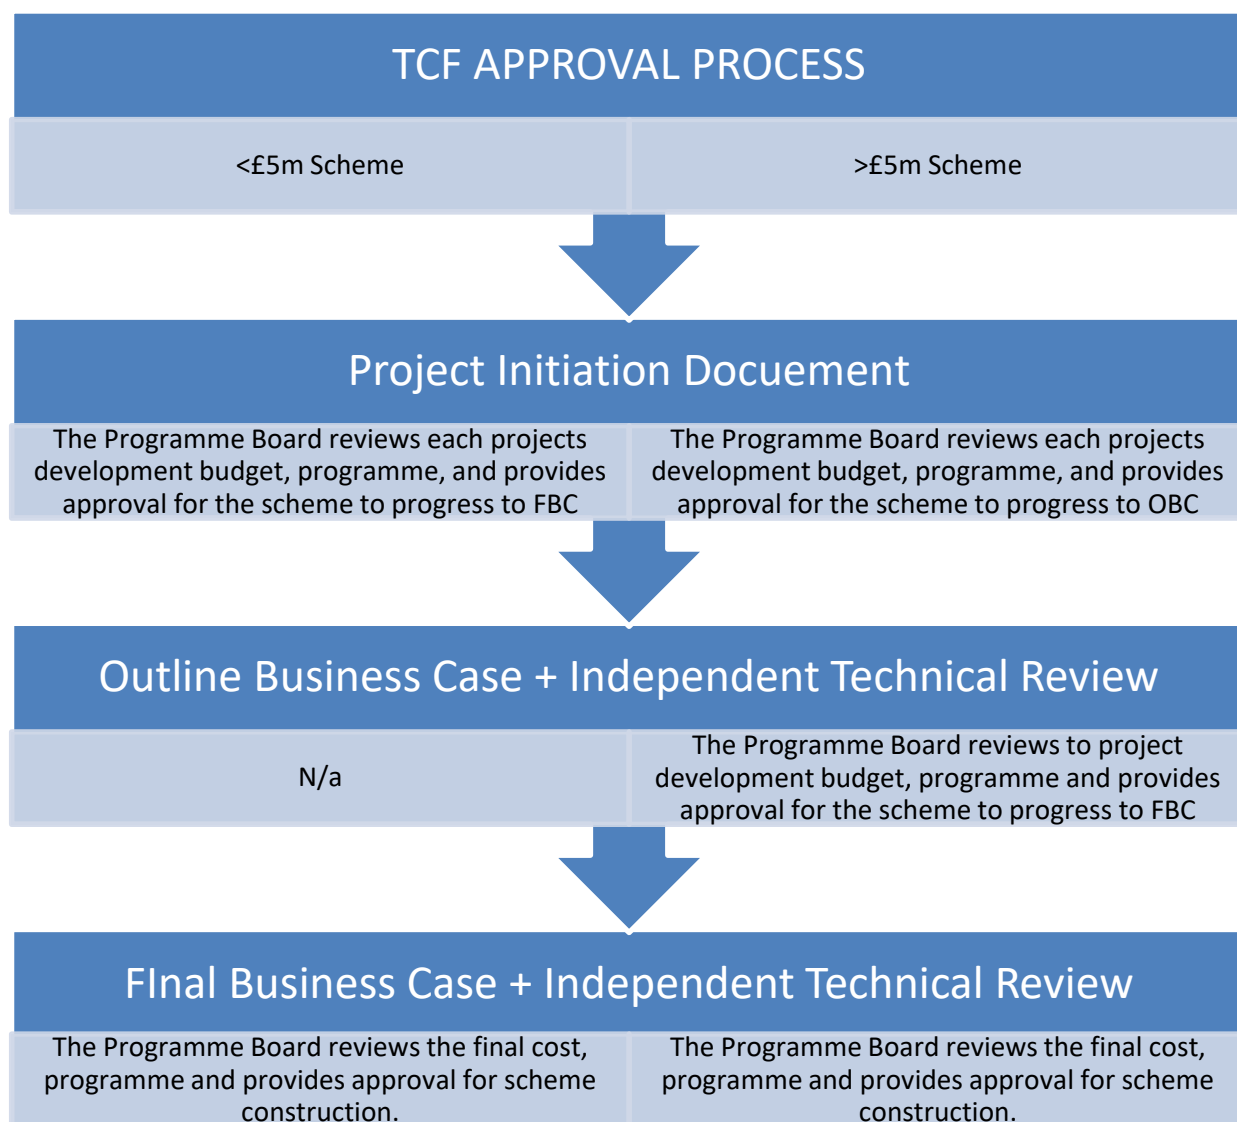 TCF APPROVAL PROCESS
<£5m Scheme
>£5m Scheme
Project Initiation Docuement
The Programme Board reviews each projects
development budget, programme, and provides
approval for the scheme to progress to FBC
The Programme Board reviews each projects
development budget, programme, and provides
approval for the scheme to progress to OBC
Outline Business Case + Independent Technical Review
N/a
The Programme Board reviews to project
development budget, programme and provides
approval for the scheme to progress to FBC
FInal Business Case + Independent Technical Review
The Programme Board reviews the final cost,
programme and provides approval for scheme
construction.
The Programme Board reviews the final cost,
programme and provides approval for scheme
construction.